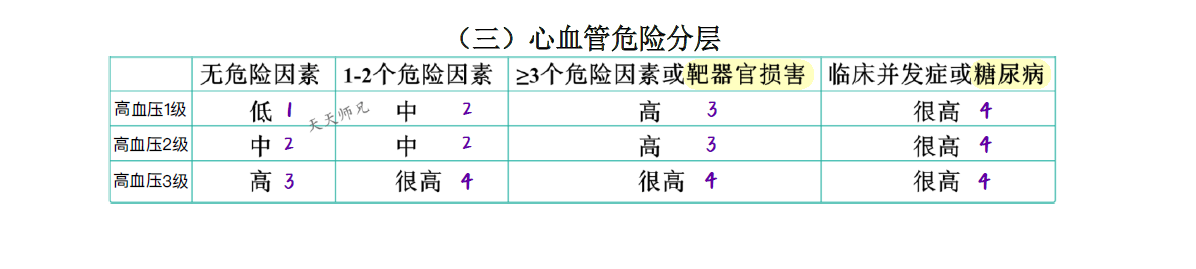 （三）心血管危险分层
无危险因素 1-2个危险因素 ≥3个危险因素或靶器官损害 临床并发症或糖尿病
高血压1级 低 1 中 2 高 3 很高 4
天天师兄
高血压2级 中 2 中 2 高 3 很高 4
高血压3级 高 3 很高 4 很高 4 很高 4